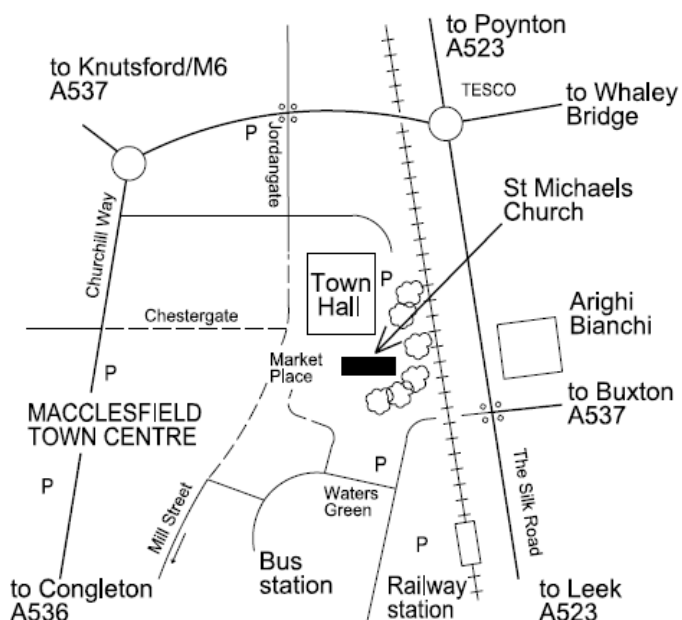 to Poynton
A523
to Knutsford/M6
A537
TESCO
to Whaley
Bridge
P
Jordangate
St Michaels
Church
Churchill Way
Town
Hall
P
Arighi
Bianchi
Chestergate
Market
Place
P
to Buxton
A537
MACCLESFIELD
TOWN CENTRE
P
P
Waters
Green
The Silk Road
Mill Street
Bus
station
P
to Congleton
A536
Railway
station
to Leek
A523